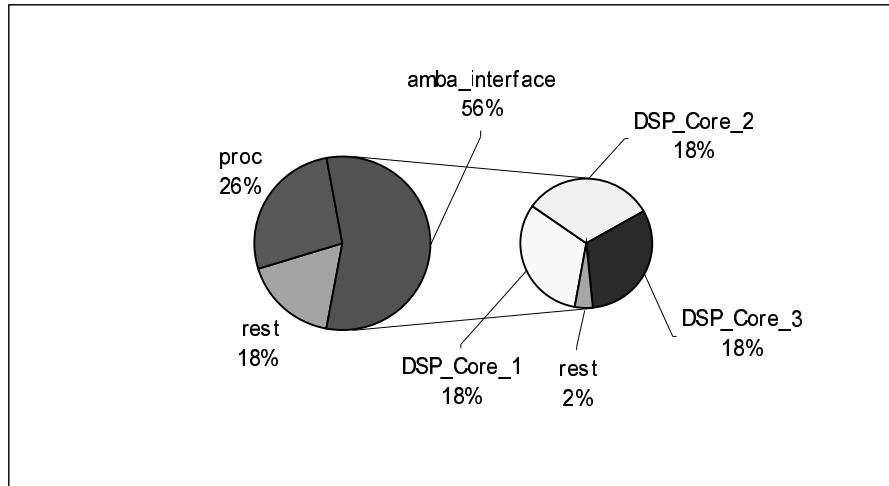 amba_interface
56%
DSP_Core_2
18%
proc
26%
rest
18%
DSP_Core_1
18%
rest
2%
DSP_Core_3
18%